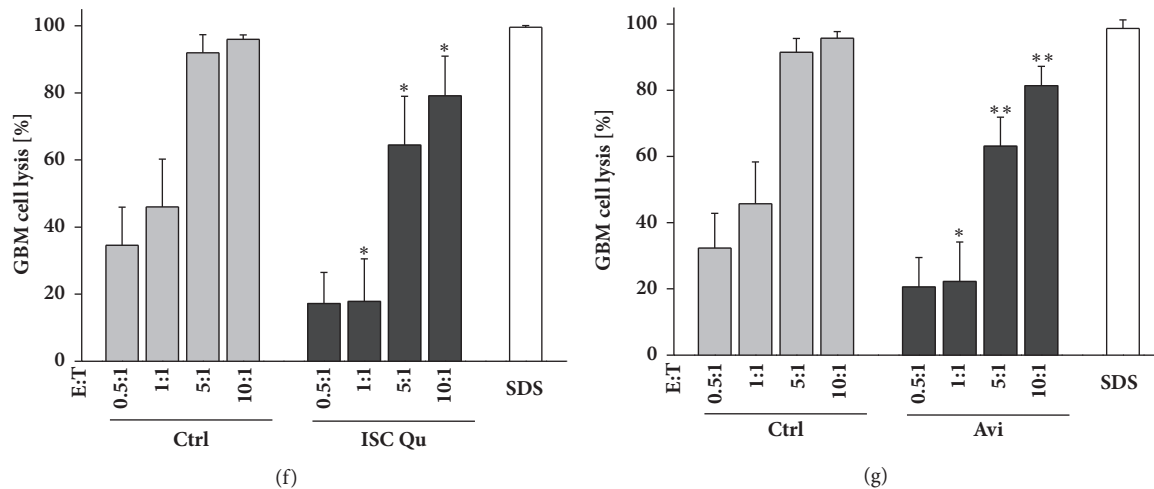 GBM cell lysis [%]
100
80
60
40
20
0
* * *
E:T 0.5:1 1:1 5:1 10:1 0.5:1 1:1 5:1 10:1 SDS
Ctrl ISC Qu
(f)
GBM cell lysis [%]
100
80
60
40
20
0
* ** **
E:T 0.5:1 1:1 5:1 10:1 0.5:1 1:1 5:1 10:1 SDS
Ctrl Avi
(g)